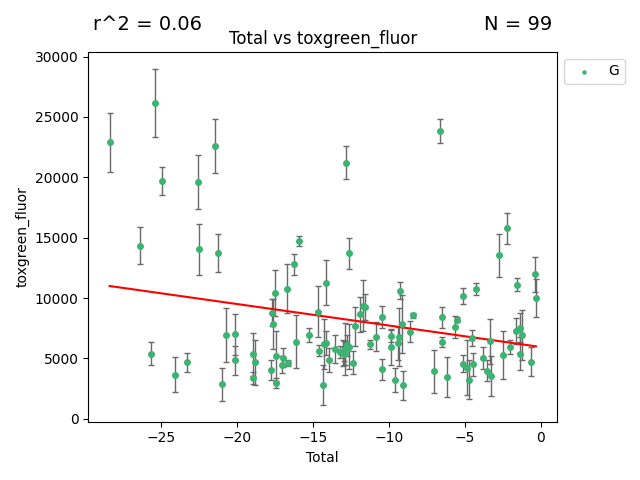 r^2 = 0.06 N = 99
Total vs toxgreen_fluor
G
30000
25000
20000
15000
10000
5000
0
toxgreen_fluor
−25 −20 −15 −10 −5 0
Total